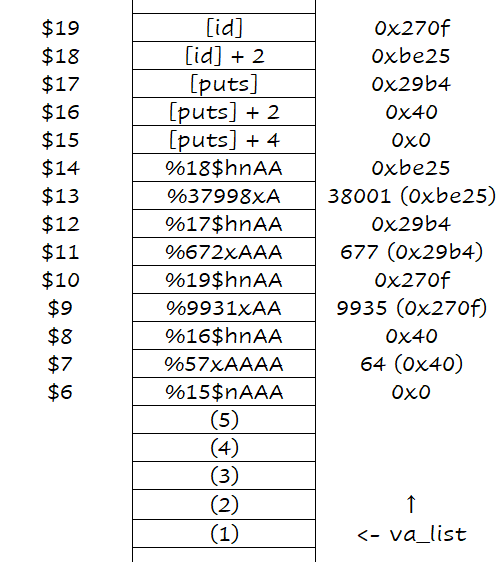 $19 [id] 0x270f
$18 [id] + 2 0xbe25
$17 [puts] 0x29b4
$16 [puts] + 2 0x40
$15 [puts] + 4 0x0
$14 %18$hnAA 0xbe25
$13 %37998xA 38001 (0xbe25)
$12 %17$hnAA 0x29b4
$11 %672xAAA 677 (0x29b4)
$10 %19$hnAA 0x270f
$9 %9931xAA 9935 (0x270f)
$8 %16$hnAA 0x40
$7 %57xAAAA 64 (0x40)
$6 %15$nAAA 0x0
(5)
(4)
(3)
(2) ↑
(1) <- va_list